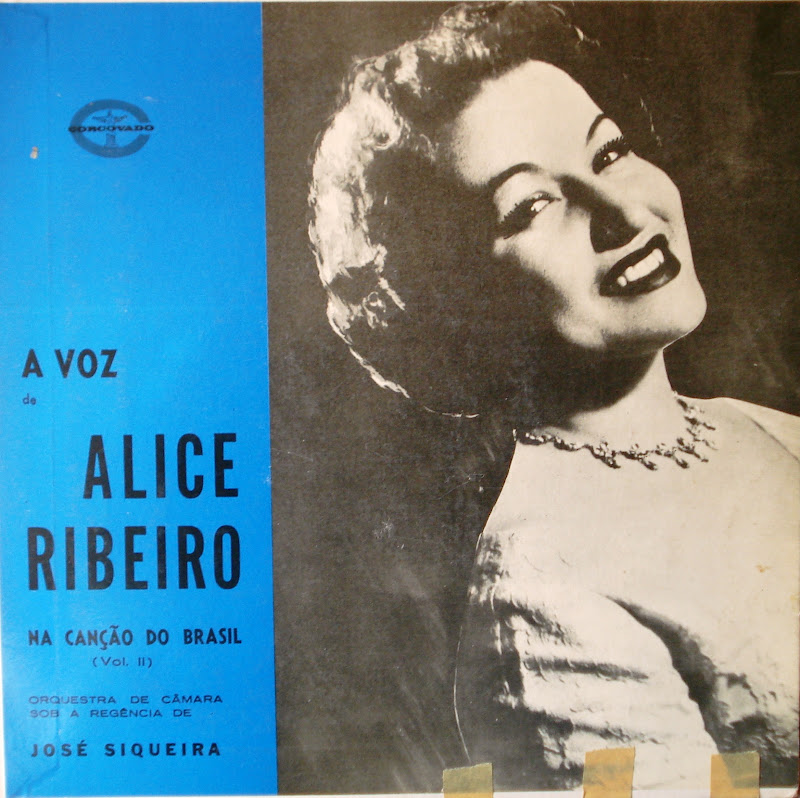 CORCOVADO
A VOZ
de
ALICE
RIBEIRO
NA CANÇÃO DO BRASIL
(Vol. II)
ORQUESTRA DE CÂMARA
SOB A REGÊNCIA DE
JOSÉ SIQUEIRA